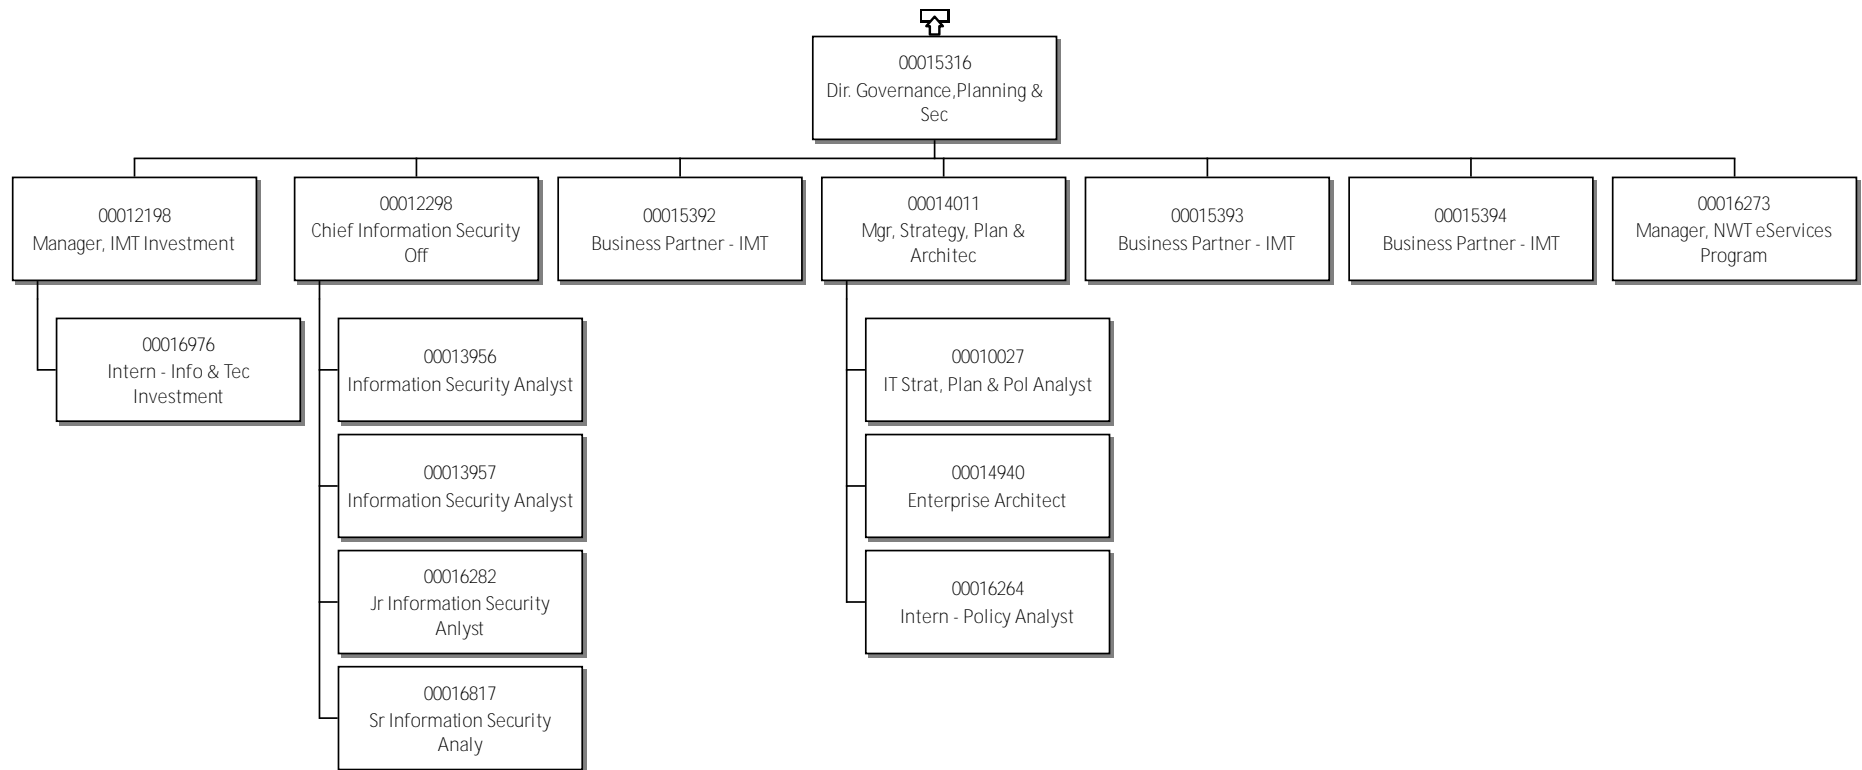 00015316
Dir. Governance,Planning &
Sec
00012198
Manager, IMT Investment
00012298
Chief Information Security
Off
00015392
Business Partner - IMT
00014011
Mgr, Strategy, Plan &
Architec
00015393
Business Partner - IMT
00015394
Business Partner - IMT
00016273
Manager, NWT eServices
Program
00016976
Intern - Info & Tec
Investment
00013956
Information Security Analyst
00013957
Information Security Analyst
00016282
Jr Information Security
Anlyst
00016817
Sr Information Security
Analy
00010027
IT Strat, Plan & Pol Analyst
00014940
Enterprise Architect
00016264
Intern - Policy Analyst